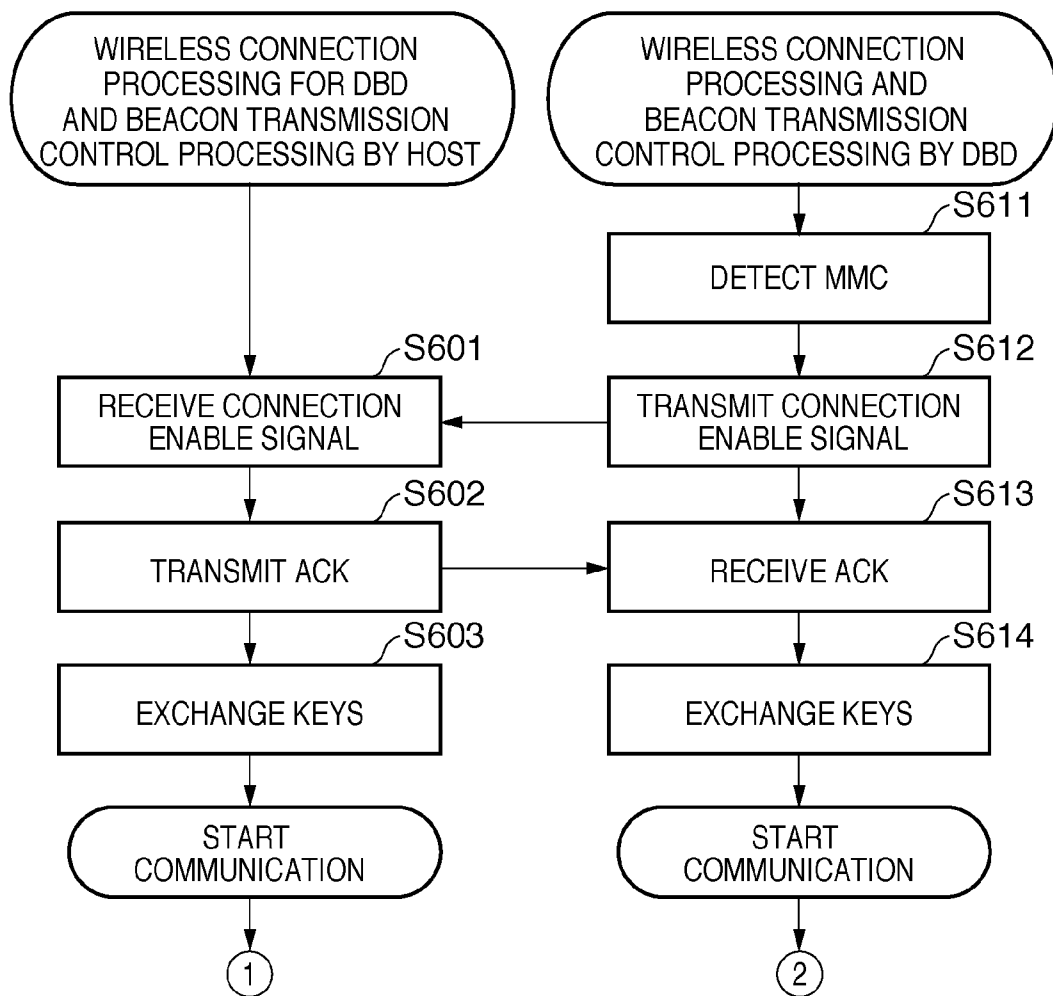 WIRELESS CONNECTION
PROCESSING FOR DBD
AND BEACON TRANSMISSION
CONTROL PROCESSING BY HOST
WIRELESS CONNECTION
PROCESSING AND
BEACON TRANSMISSION
CONTROL PROCESSING BY DBD
S611
DETECT MMC
S601
RECEIVE CONNECTION
ENABLE SIGNAL
S612
TRANSMIT CONNECTION
ENABLE SIGNAL
S602
TRANSMIT ACK
S613
RECEIVE ACK
S603
EXCHANGE KEYS
S614
EXCHANGE KEYS
START
COMMUNICATION
START
COMMUNICATION
1
2